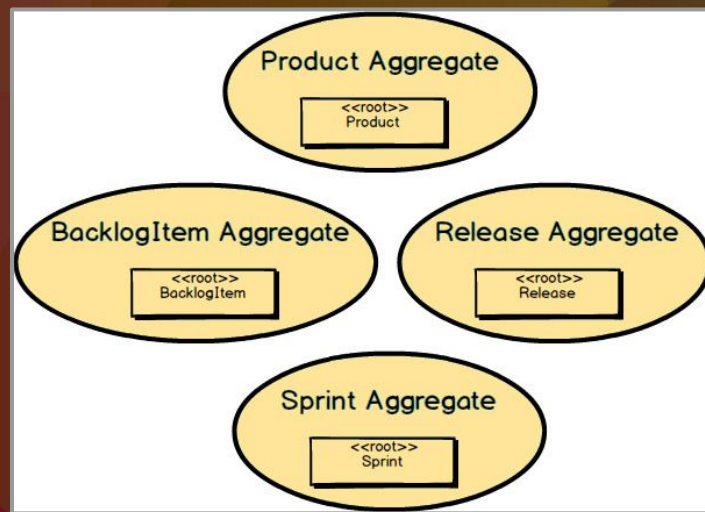 Product Aggregate
<<root>>
Product
BacklogItem Aggregate
<<root>>
BacklogItem
Release Aggregate
<<root>>
Release
Sprint Aggregate
<<root>>
Sprint